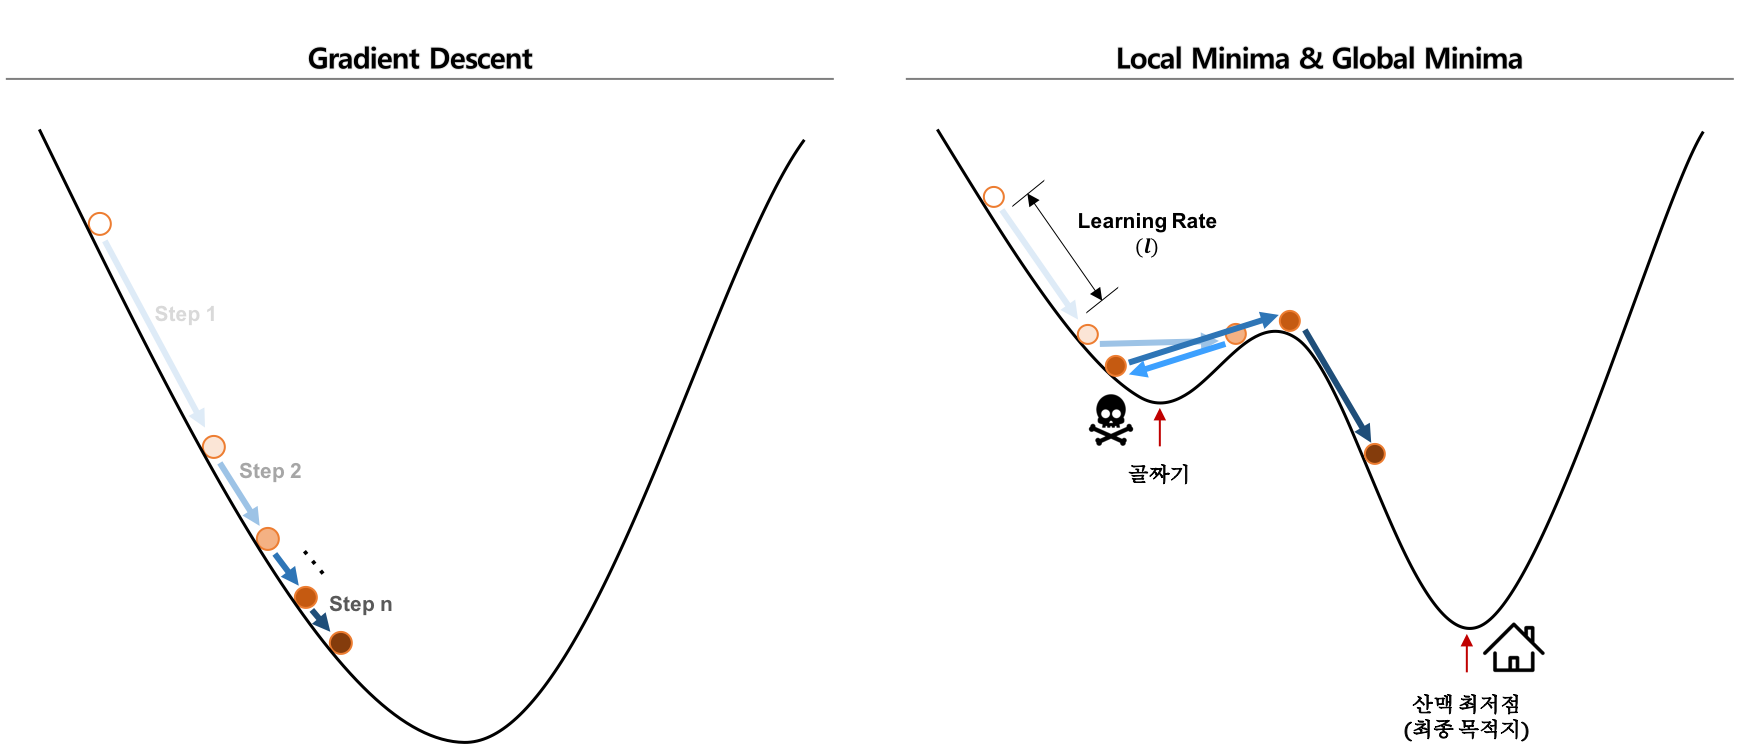 Gradient Descent
Step 1
Step 2
Step n
Local Minima & Global Minima
Learning Rate
(l)
골짜기
산맥 최저점
(최종 목적지)